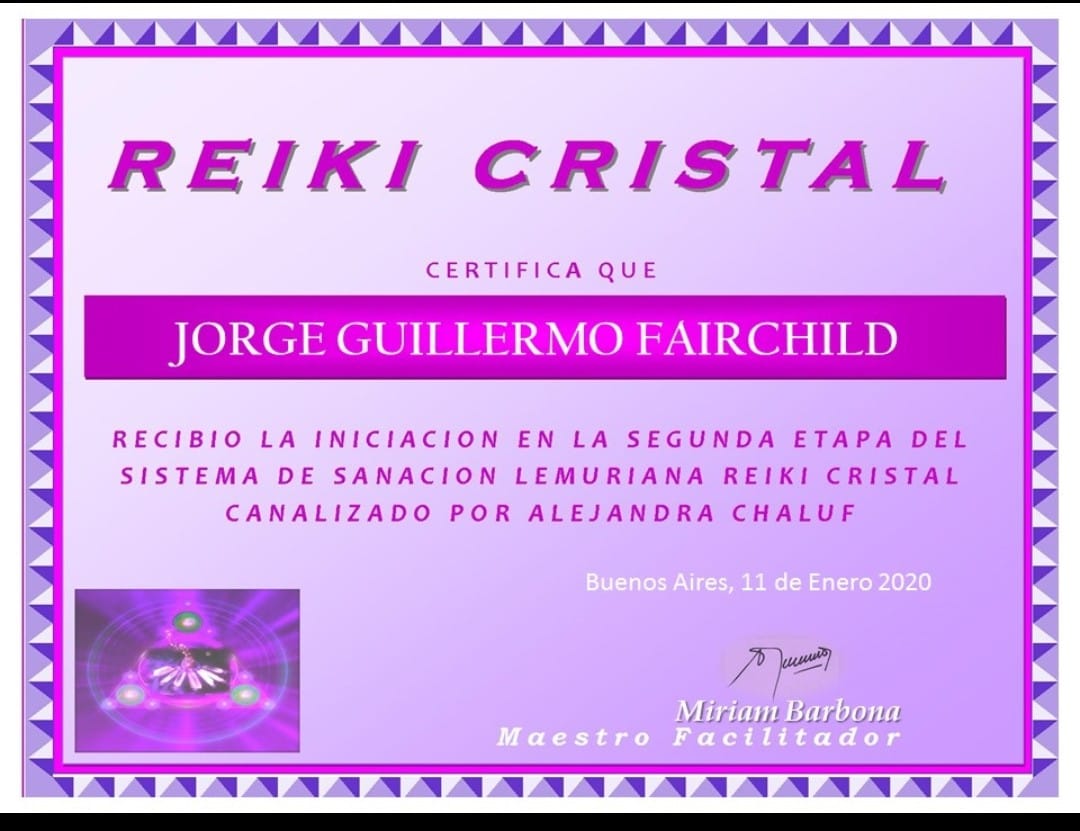 REIKI CRISTAL
CERTIFICA QUE
JORGE GUILLERMO FAIRCHILD
RECIBIO LA INICIACION EN LA SEGUNDA ETAPA DEL
SISTEMA DE SANACION LEMURIANA REIKI CRISTAL
CANALIZADO POR ALEJANDRA CHALUF
Buenos Aires, 11 de Enero 2020
Miriam Barbona
Maestro Facilitador